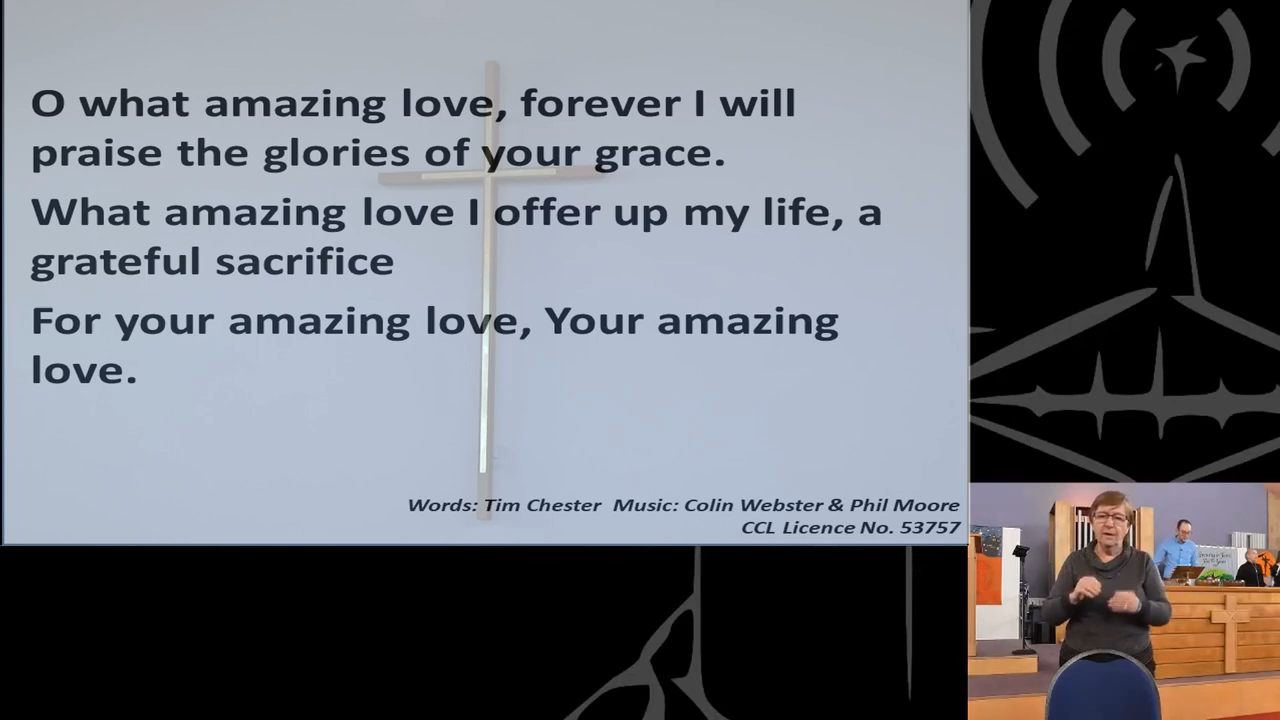 O what amazing love, forever I will
praise the glories of your grace.
What amazing love I offer up my life, a
grateful sacrifice
For your amazing love, Your amazing
love.
Words: Tim Chester  Music: Colin Webster & Phil Moore
CCL Licence No. 53757